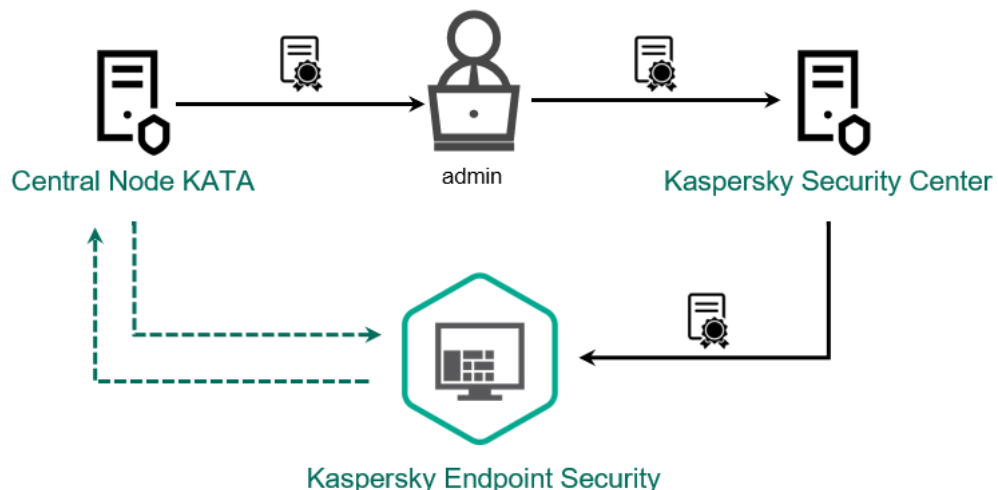 admin
Central Node KATA
Kaspersky Security Center
Kaspersky Endpoint Security